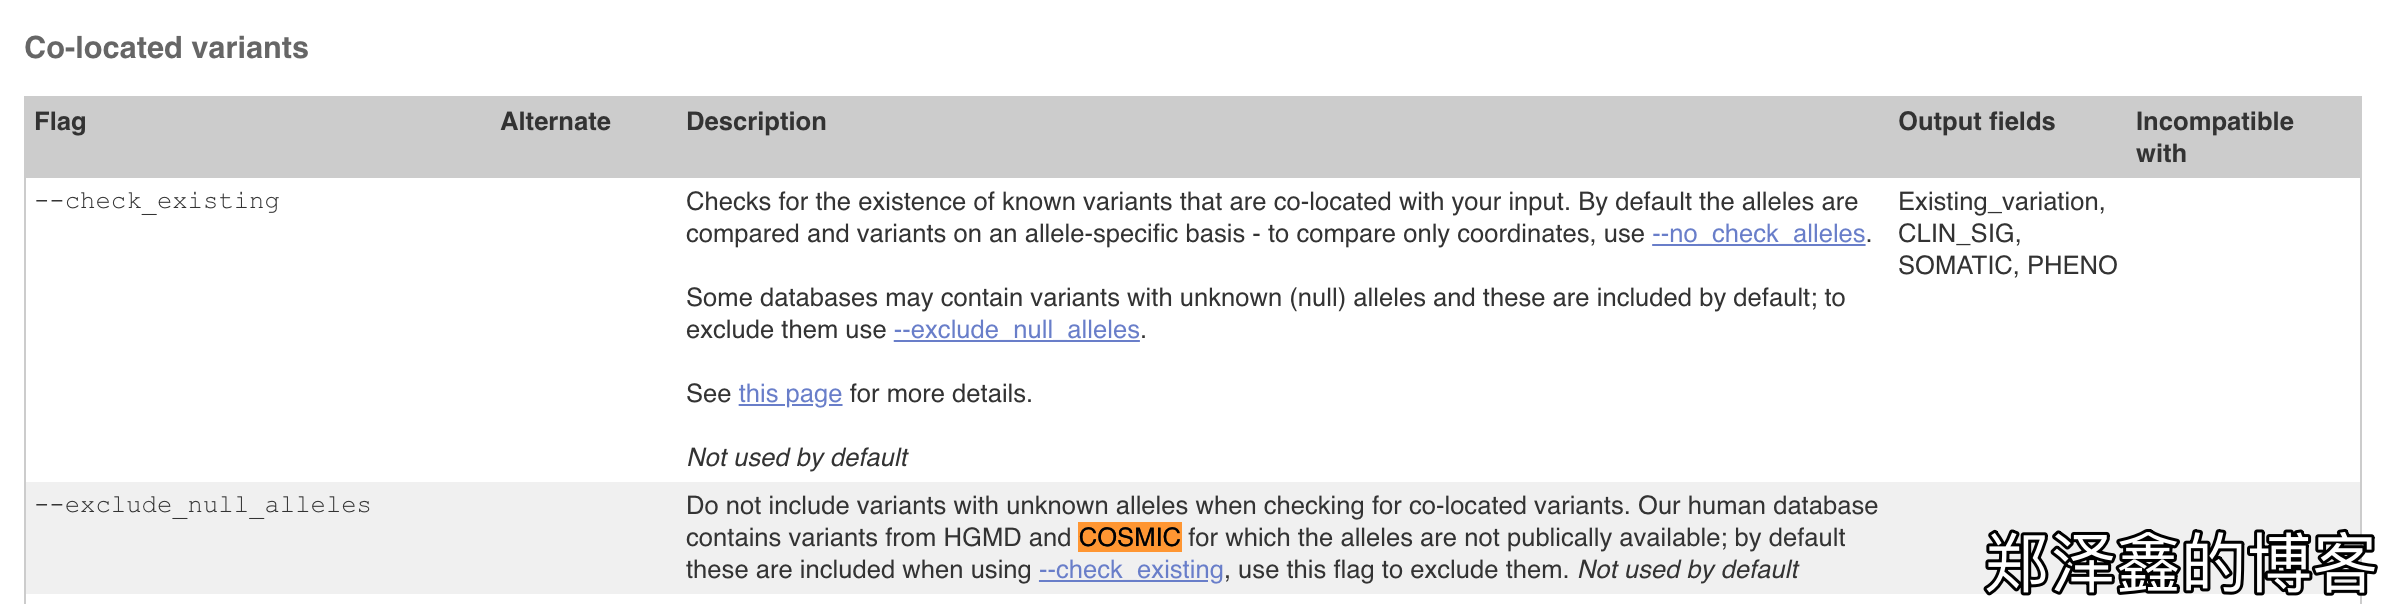 Co-located variants
Flag Alternate Description Output fields Incompatible
with
--check_existing Checks for the existence of known variants that are co-located with your input. By default the alleles are Existing_variation,
compared and variants on an allele-specific basis - to compare only coordinates, use --no_check_alleles. CLIN_SIG,
SOMATIC, PHENO
Some databases may contain variants with unknown (null) alleles and these are included by default; to
exclude them use --exclude_null_alleles.
See this page for more details.
Not used by default
--exclude_null_alleles Do not include variants with unknown alleles when checking for co-located variants. Our human database
contains variants from HGMD and COSMIC for which the alleles are not publically available; by default
these are included when using --check_existing, use this flag to exclude them. Not used by default
郑泽鑫的博客